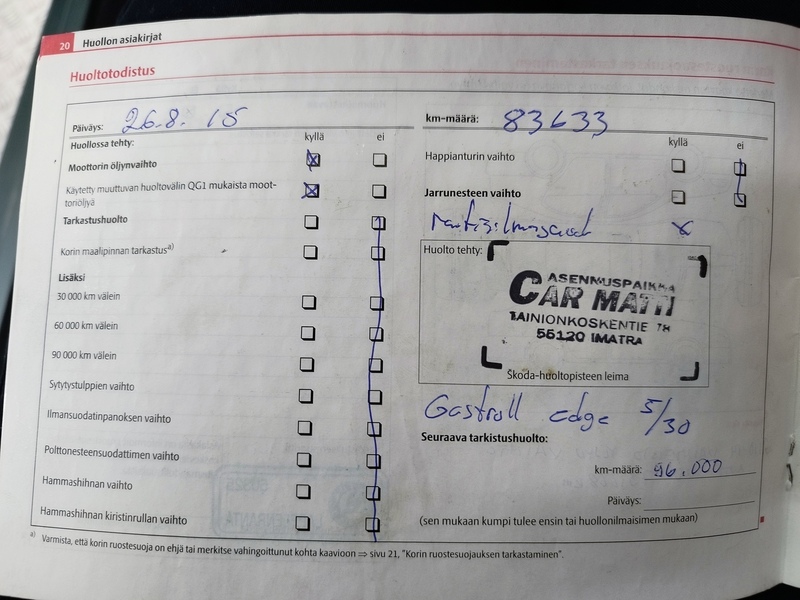 20 Huollon asiakirjat
Huoltotodistus
Päiväys: 26.8. 15
km-määrä: 83633
Huollossa tehty: kyllä ei
Moottorin öljynvaihto
Käytetty muuttuvan huoltovälin QG1 mukaista moot-
toriöljyä
Tarkastushuolto
Korin maalipinnan tarkastus a)
Lisäksi
30 000 km välein
60 000 km välein
90 000 km välein
Sytytystulppien vaihto
Ilmansuodatinpanoksen vaihto
Polttonesteensuodattimen vaihto
Hammashihnan vaihto
Hammashihnan kiristinrullan vaihto
kyllä ei
Happianturin vaihto
Jarrunesteen vaihto
x
Huolto tehty:
ASENNUSPAIKKA
CAR MATTI
TAINIONKOSKENTIE 78
55120 IMATRA
Škoda-huoltopisteen leima
Gastroll edge 5/30
Seuraava tarkistushuolto:
km-määrä: 96.000
Päiväys:
(sen mukaan kumpi tulee ensin tai huollonilmaisimen mukaan)
a) Varmista, että korin ruostesuoja on ehjä tai merkitse vahingoittunut kohta kaavioon ⇒ sivu 21, "Korin ruostesuojauksen tarkastaminen".